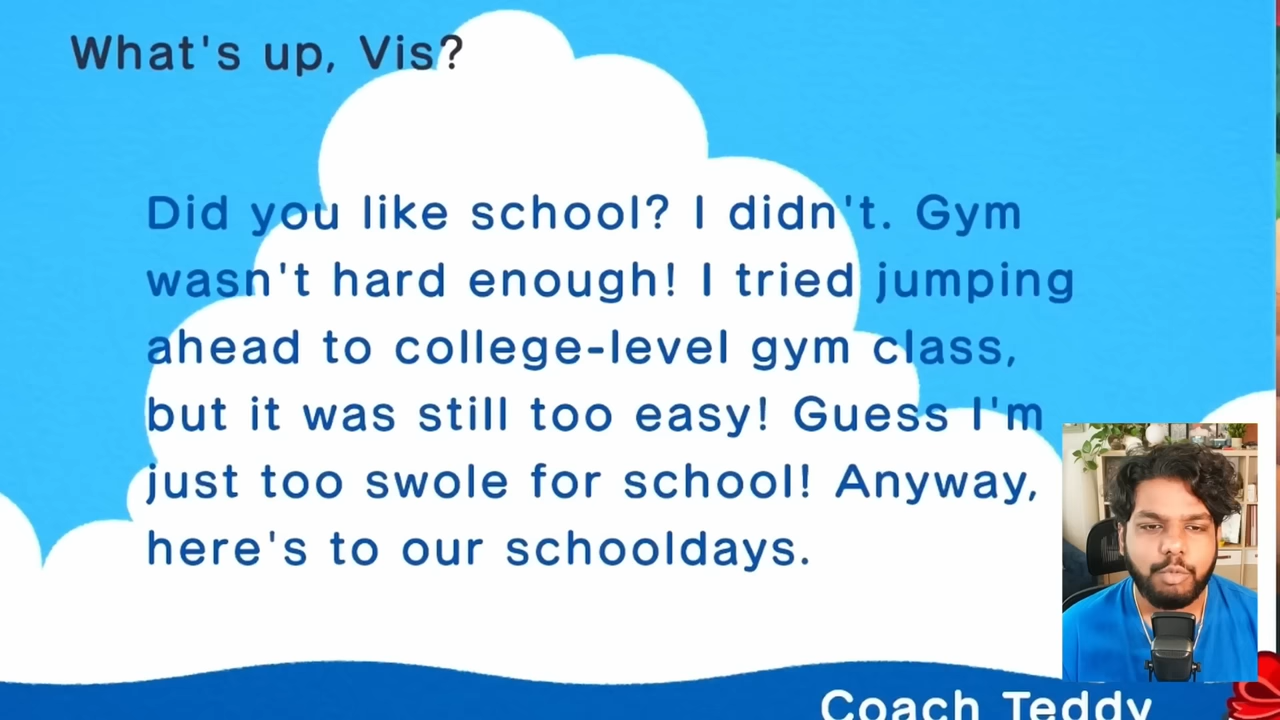 What's up, Vis?
Did you like school? I didn't. Gym
wasn't hard enough! I tried jumping
ahead to college-level gym class,
but it was still too easy! Guess I'm
just too swole for school! Anyway,
here's to our schooldays.
Coach Teddy